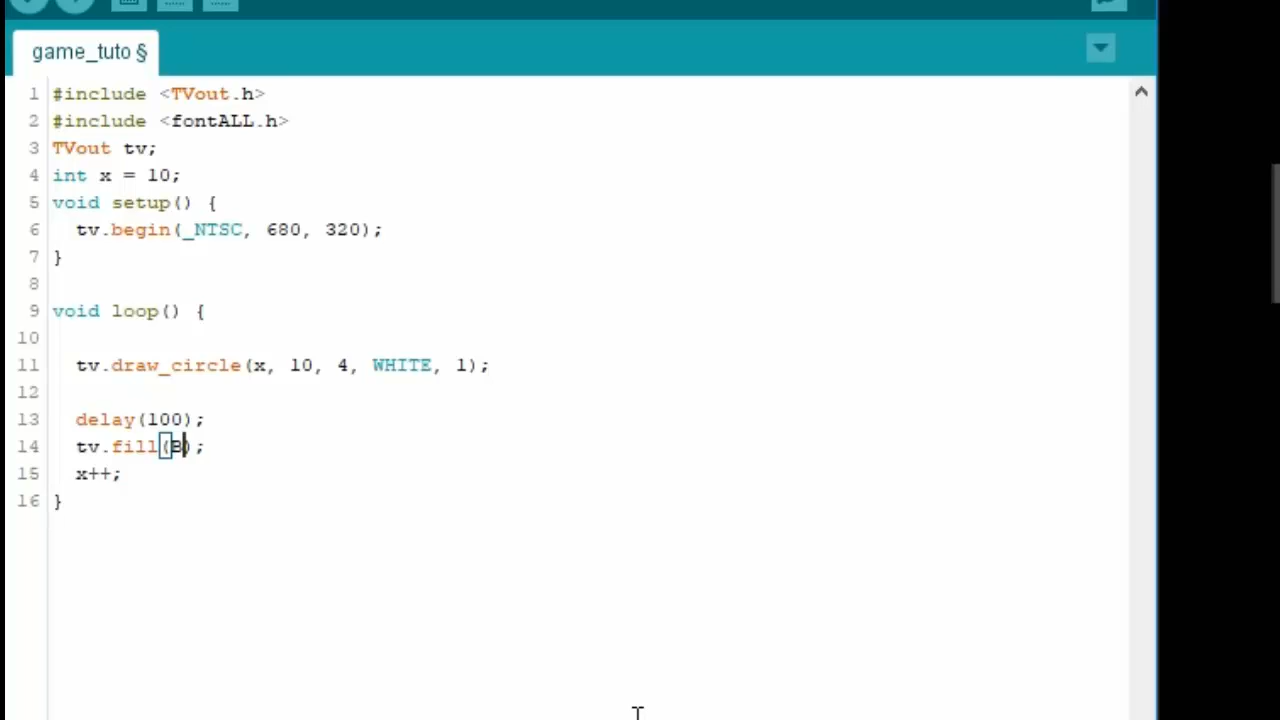 game_tuto §
1 #include <TVout.h>
2 #include <fontALL.h>
3 TVout tv;
4 int x = 10;
5 void setup() {
6 tv.begin(_NTSC, 680, 320);
7 }
8
9 void loop() {
10
11 tv.draw_circle(x, 10, 4, WHITE, 1);
12
13 delay(100);
14 tv.fill(B);
15 x++;
16 }